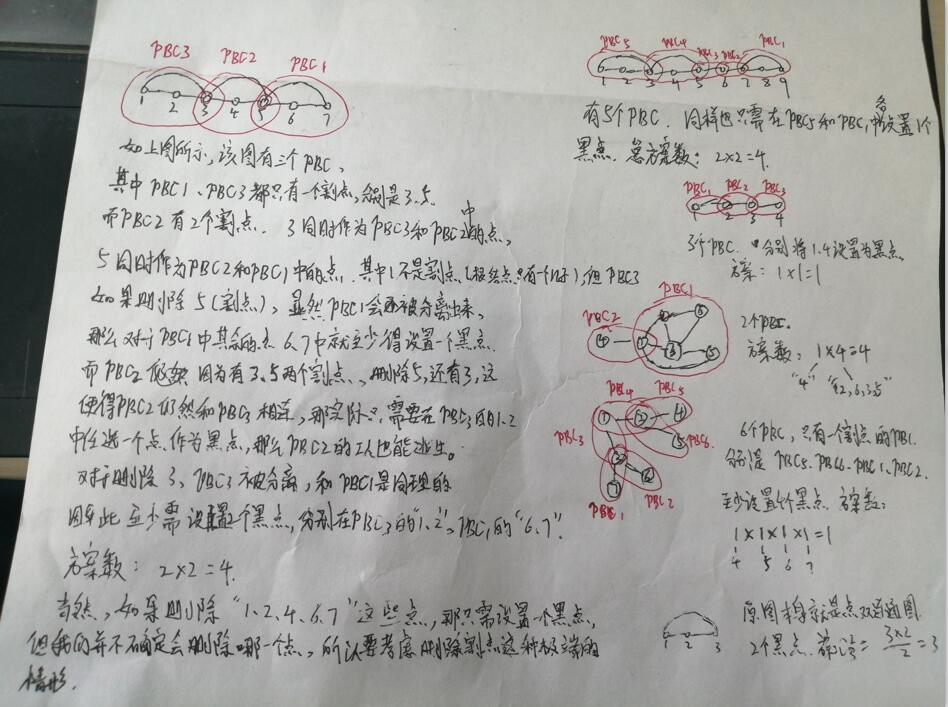 PBC3 PBC2 PBC1
1 2 3 4 5 6 7
如上图所示,该图有三个PBC、
其中PBC1、PBC3都只有一个割点,分别是3.5.
而PBC2有2个割点. 3同时作为PBC3和PBC2中的点,
5同时作为PBC2和PBC1中的点. 其中1不是割点(根结点只有一个时),但PBC3
如果删除5(割点),显然PBC1会被分离出来,
那么对于PBC1中其余的点6.7中就至少得设置一个黑点.
而PBC2 因为有3.5两个割点,删除5,还有3,这
使得PBC2仍然和PBC3相连,那实际只需要在PBC3的1.2
中任选一个点作为黑点,那么PBC2的工人也能逃生。
对于删除3、PBC3被分离,和PBC1是同理的
因此至少需设置2个黑点,分别在PBC3的"1.2",PBC1的"6.7".
方案数: 2×2=4.
当然,如果删除"1.2.4.6.7"这些点,那只需设置一个黑点,
但我们并不确定会删除哪一个点,所以要考虑删除割点这种极端的
情形.
PBC5 PBC4 PBC3 PBC2 PBC1
1 2 3 4 5 6 7 8 9
有5个PBC. 同样也只需在PBC5和PBC1中各设置1个
黑点. 总方案数: 2×2=4.
PBC1 PBC2 PBC3
1 2 3 4
3个PBC. 分别将1.4设置为黑点
方案: 1×1=1
PBC1
PBC2
2个PBC.
方案数: 1×4=4
"4" "2,6,3,5"
PBC4 PBC5
1 2 4
PBC3 5 PBC6
3 6
7 PBC2
PBC1
6个PBC,只有一个割点的PBC
分别是PBC5、PBC6、PBC1、PBC2.
至少设置4个黑点 方案数:
1×1×1×1=1
4 5 6 7
1 2 3
原图本身就是点双连通图
2个黑点. 3×2/2=3